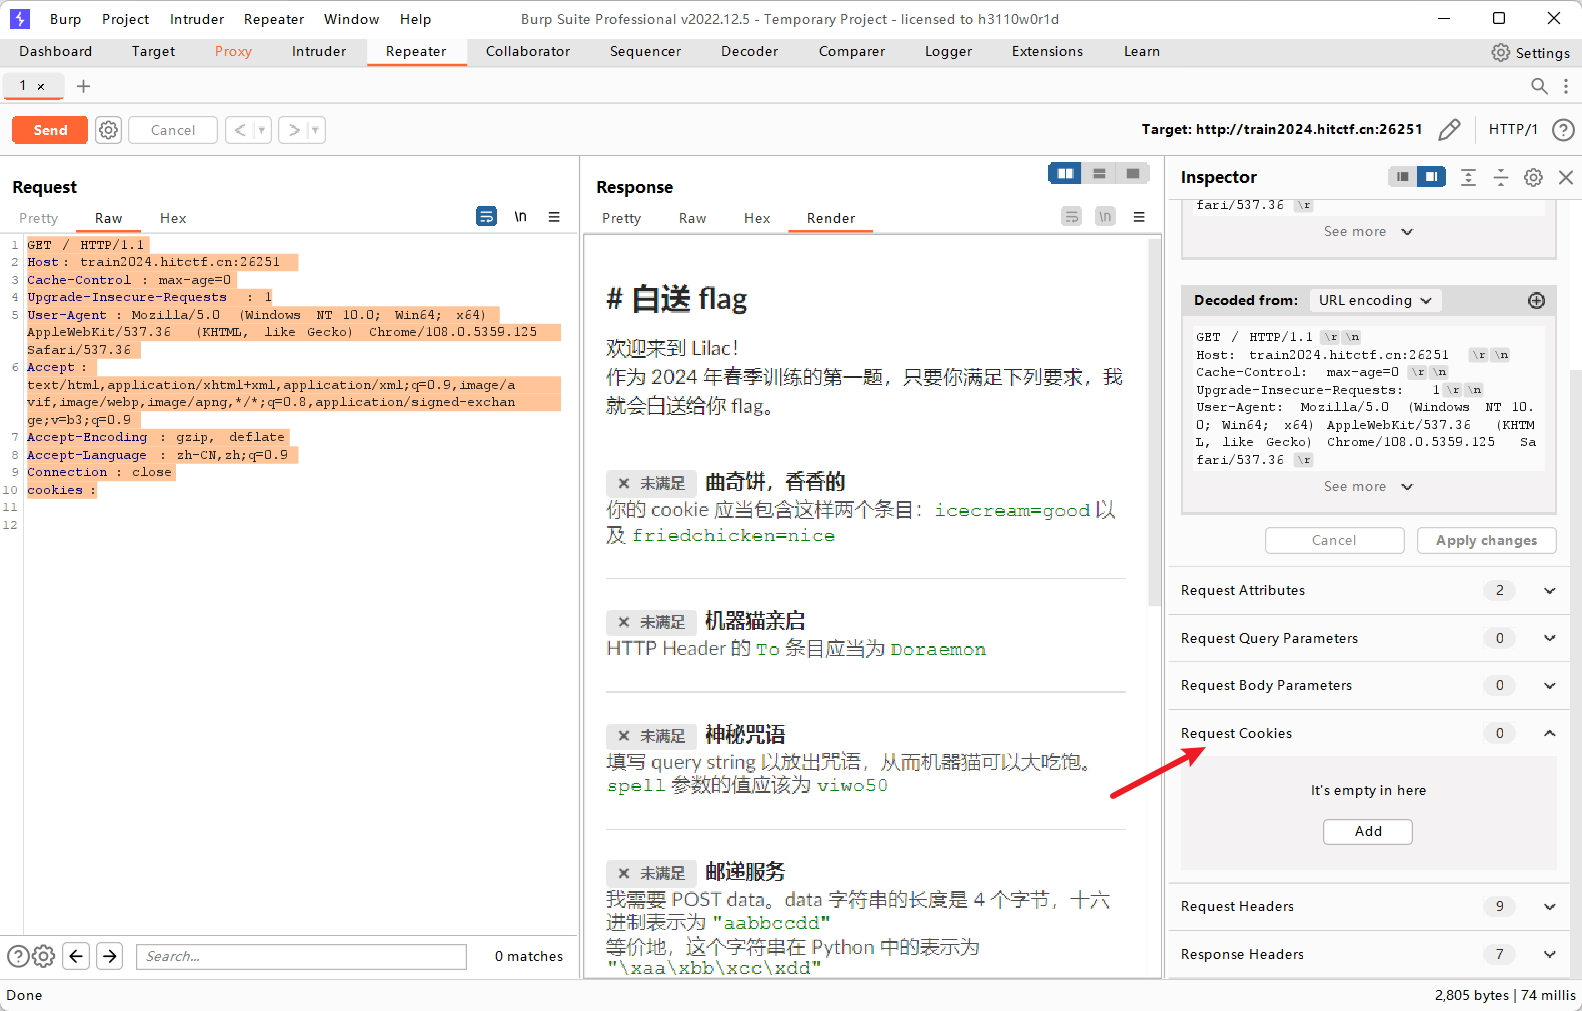 Burp Project Intruder Repeater Window Help Burp Suite Professional v2022.12.5 - Temporary Project - licensed to h3110w0r1d
Dashboard Target Proxy Intruder Repeater Collaborator Sequencer Decoder Comparer Logger Extensions Learn Settings
1 × +
Send Cancel < > Target: http://train2024.hitctf.cn:26251 HTTP/1 ?
Request
Pretty Raw Hex \n
1 GET / HTTP/1.1
2 Host: train2024.hitctf.cn:26251
3 Cache-Control : max-age=0
4 Upgrade-Insecure-Requests : 1
5 User-Agent : Mozilla/5.0 (Windows NT 10.0; Win64; x64)
AppleWebKit/537.36 (KHTML, like Gecko) Chrome/108.0.5359.125
Safari/537.36
6 Accept :
text/html,application/xhtml+xml,application/xml;q=0.9,image/a
vif,image/webp,image/apng,*/*;q=0.8,application/signed-exchan
ge;v=b3;q=0.9
7 Accept-Encoding : gzip, deflate
8 Accept-Language : zh-CN,zh;q=0.9
9 Connection : close
10 cookies :
11
12
? Search... 0 matches
Response
Pretty Raw Hex Render \n
# 白送 flag
欢迎来到 Lilac！
作为 2024 年春季训练的第一题，只要你满足下列要求，我
就会白送给你 flag。
× 未满足 曲奇饼，香香的
你的 cookie 应当包含这样两个条目：icecream=good 以
及 friedchicken=nice
× 未满足 机器猫亲启
HTTP Header 的 To 条目应当为 Doraemon
× 未满足 神秘咒语
填写 query string 以放出咒语，从而机器猫可以大吃饱。
spell 参数的值应该为 viwo50
× 未满足 邮递服务
我需要 POST data。data 字符串的长度是 4 个字节，十六
进制表示为 "aabbccdd"
等价地，这个字符串在 Python 中的表示为
"\xaa\xbb\xcc\xdd"
Inspector
fari/537.36 \r
See more
Decoded from: URL encoding
GET / HTTP/1.1 \r \n
Host: train2024.hitctf.cn:26251 \r \n
Cache-Control: max-age=0 \r \n
Upgrade-Insecure-Requests: 1 \r \n
User-Agent: Mozilla/5.0 (Windows NT 10.
0; Win64; x64) AppleWebKit/537.36 (KHTM
L, like Gecko) Chrome/108.0.5359.125 Sa
fari/537.36 \r
See more
Cancel Apply changes
Request Attributes 2
Request Query Parameters 0
Request Body Parameters 0
Request Cookies 0
It's empty in here
Add
Request Headers 9
Response Headers 7
Done 2,805 bytes | 74 millis